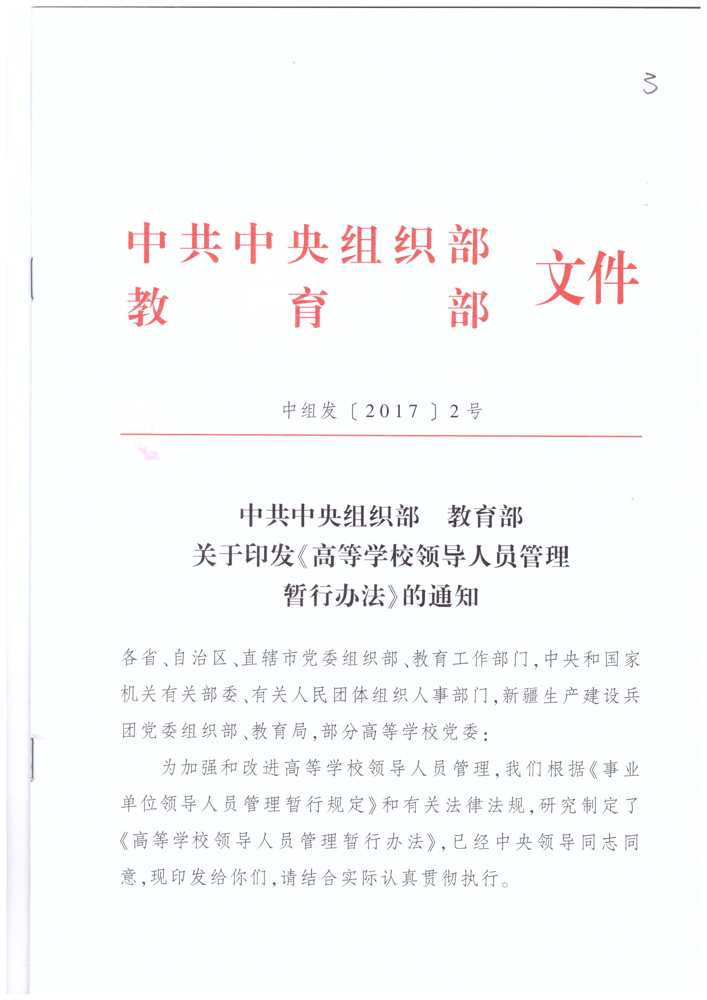 3
中共中央组织部
教育部
文件
中组发〔2017〕2号
中共中央组织部　教育部
关于印发《高等学校领导人员管理
暂行办法》的通知
各省、自治区、直辖市党委组织部、教育工作部门,中央和国家
机关有关部委、有关人民团体组织人事部门,新疆生产建设兵
团党委组织部、教育局,部分高等学校党委:
为加强和改进高等学校领导人员管理,我们根据《事业
单位领导人员管理暂行规定》和有关法律法规,研究制定了
《高等学校领导人员管理暂行办法》,已经中央领导同志同
意,现印发给你们,请结合实际认真贯彻执行。